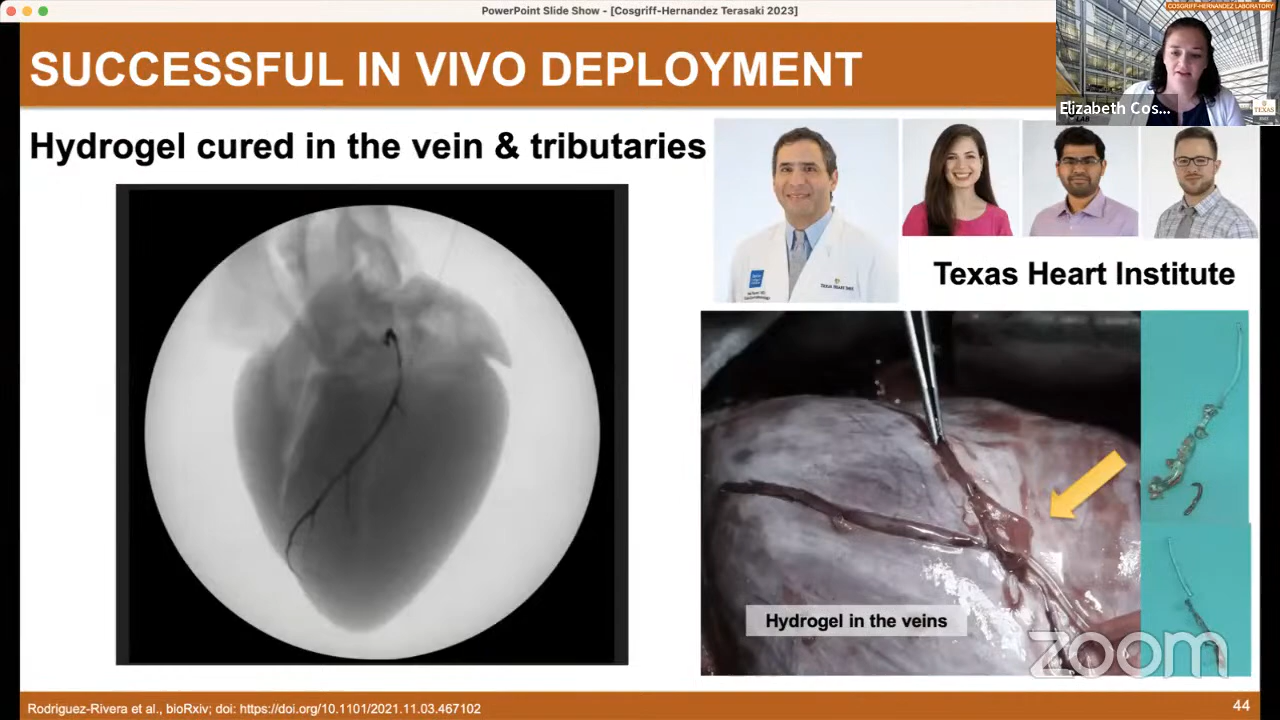 PowerPoint Slide Show - [Cosgriff-Hernandez Terasaki 2023]
COSGRIFF-HERNANDEZ LABORATORY
SUCCESSFUL IN VIVO DEPLOYMENT
Elizabeth Cos...
TEXAS
Hydrogel cured in the vein & tributaries
Texas Heart Institute
Hydrogel in the veins
zoom
Rodriguez-Rivera et al., bioRxiv; doi: https://doi.org/10.1101/2021.11.03.467102
44